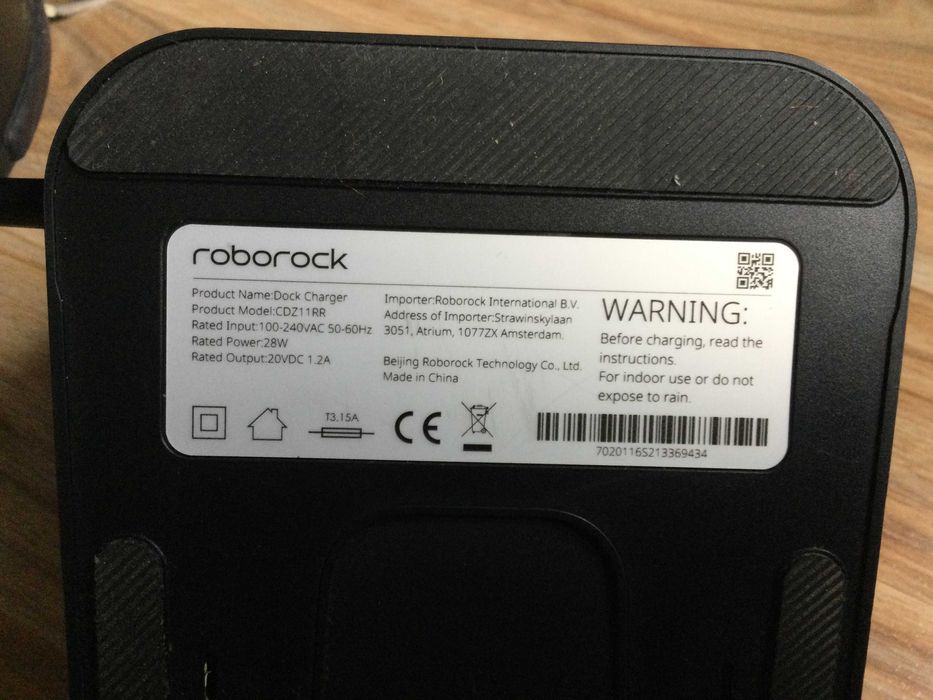 roborock
Product Name:Dock Charger
Product Model:CDZ11RR
Rated Input:100-240VAC 50-60Hz
Rated Power:28W
Rated Output:20VDC 1.2A
Importer:Roborock International B.V.
Address of Importer:Strawinskylaan
3051, Atrium, 1077ZX Amsterdam.
Beijing Roborock Technology Co., Ltd.
Made in China
WARNING:
Before charging, read the
instructions.
For indoor use or do not
expose to rain.
T3.15A
CE
7020116S213369434